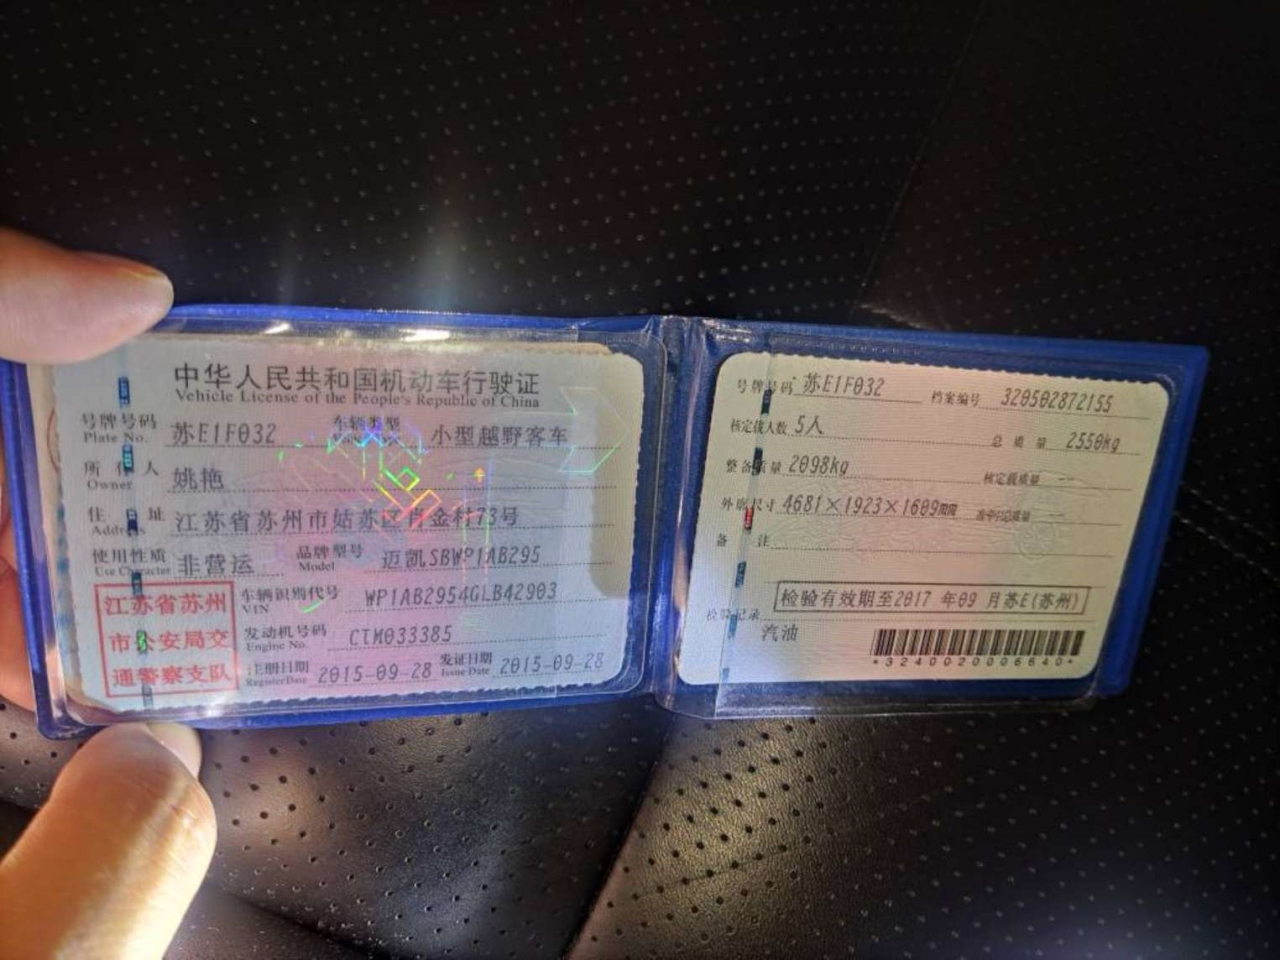 中华人民共和国机动车行驶证
Vehicle License of the People's Republic of China
号牌号码 苏E1F032 车辆类型 小型越野客车
Plate No.
所有人 姚艳
Owner
住址 江苏省苏州市姑苏区 金 73号
Address
使用性质 非营运 品牌型号 迈凯SBWP1AB295
Use Character Model
江苏省苏州
市公安局交
通警察支队
车辆识别代号 WP1AB2954GLB42903
VIN
发动机号码 CTM033385
Engine No.
注册日期 2015-09-28 发证日期 2015-09-28
Register Date Issue Date
号牌号码 苏E1F032 档案编号 320502872155
核定载人数 5人 总质量 2550kg
整备质量 2098kg 核定载质量 --
外廓尺寸 4681×1923×1609 准牵引总质量 --
备注
检验有效期至2017 年09 月苏E(苏州)
检验记录
汽油
*3240020006640*